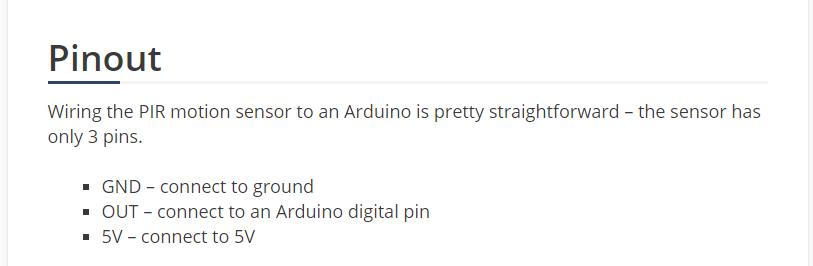 Pinout
Wiring the PIR motion sensor to an Arduino is pretty straightforward – the sensor has
only 3 pins.
▪ GND – connect to ground
▪ OUT – connect to an Arduino digital pin
▪ 5V – connect to 5V